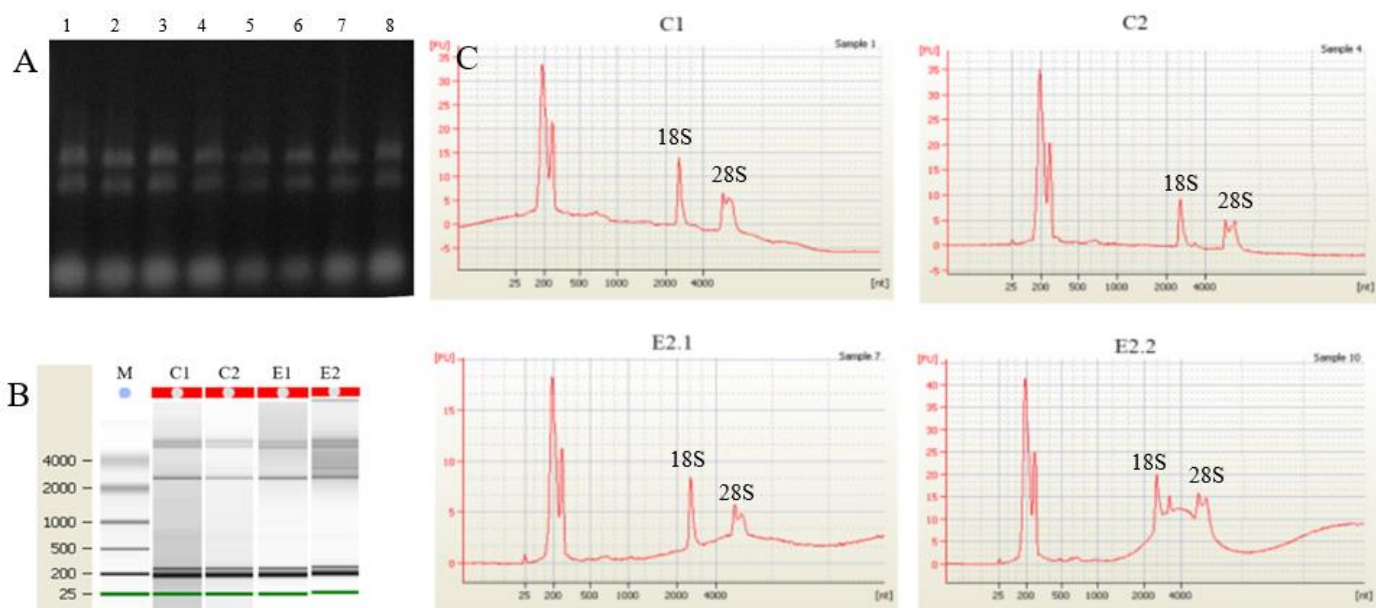 1 2 3 4 5 6 7 8
A
C
C1
[FU]
Sample 1
35
30
25
20
15
10
5
0
-5
18S
28S
25 200 500 1000 2000 4000 [nt]
C2
[FU]
Sample 4
35
30
25
20
15
10
5
0
-5
18S
28S
25 200 500 1000 2000 4000 [nt]
B
M C1 C2 E1 E2
4000
2000
1000
500
200
25
E2.1
[FU]
Sample 7
15
10
5
0
18S
28S
25 200 500 1000 2000 4000 [nt]
E2.2
[FU]
Sample 10
40
35
30
25
20
15
10
5
0
18S
28S
25 200 500 1000 2000 4000 [nt]